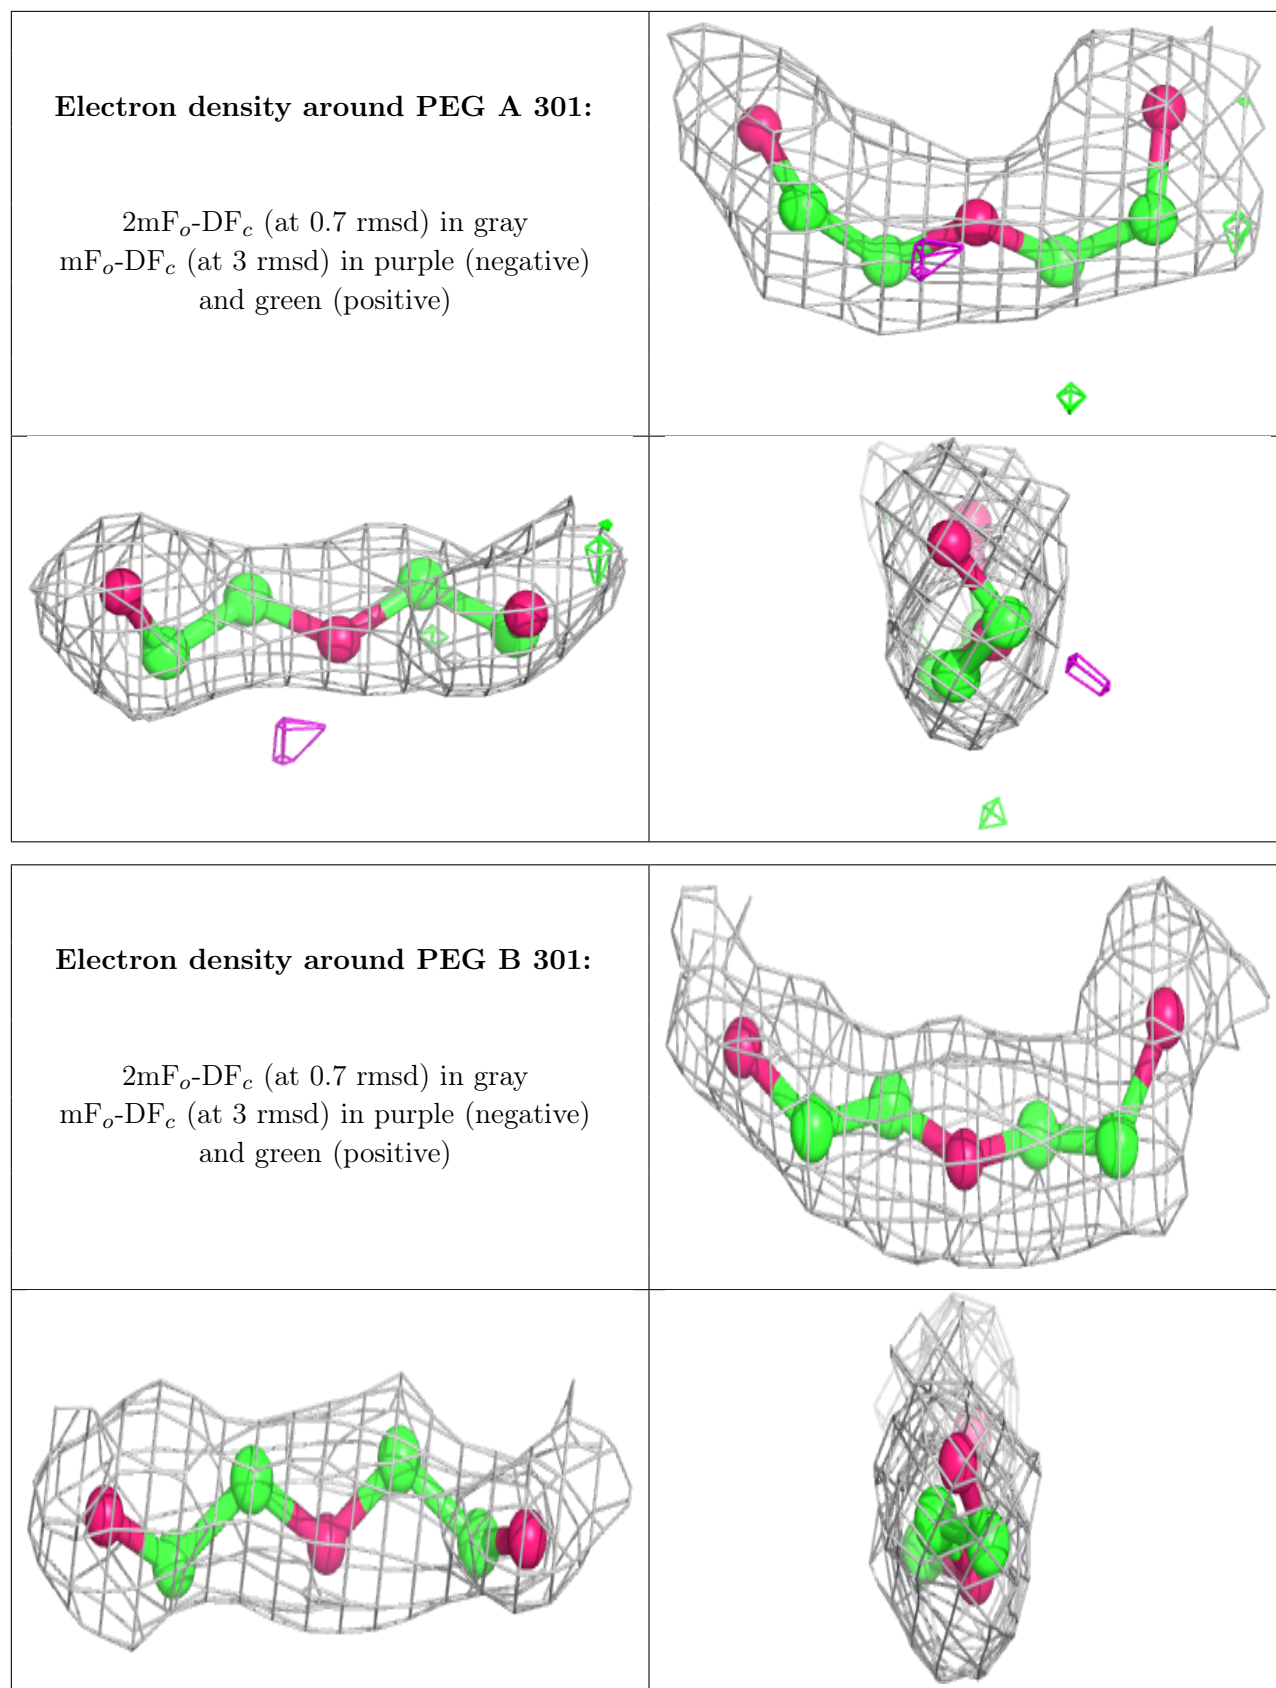 Electron density around PEG A 301:
2mFₒ-DF𝑐 (at 0.7 rmsd) in gray
mFₒ-DF𝑐 (at 3 rmsd) in purple (negative)
and green (positive)
Electron density around PEG B 301:
2mFₒ-DF𝑐 (at 0.7 rmsd) in gray
mFₒ-DF𝑐 (at 3 rmsd) in purple (negative)
and green (positive)